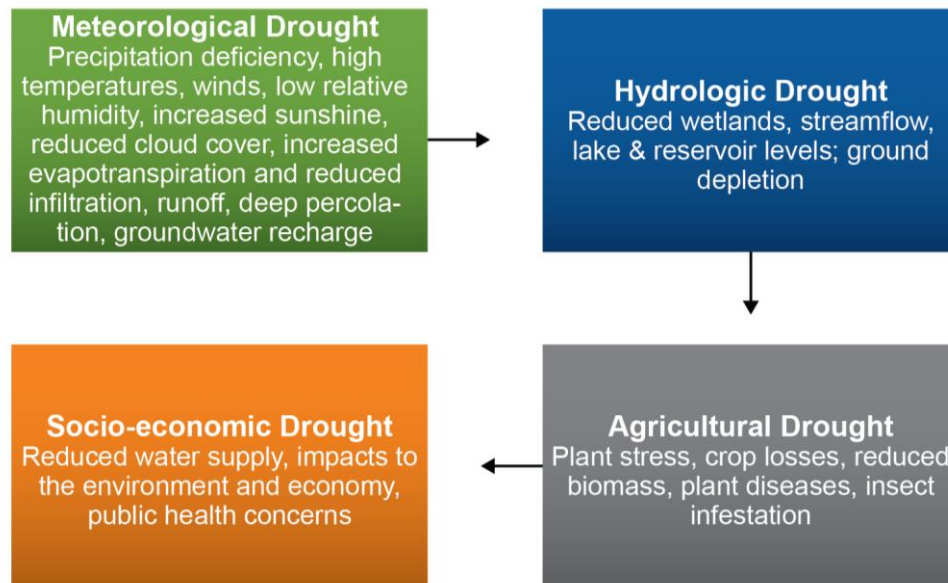 Meteorological Drought
Precipitation deficiency, high
temperatures, winds, low relative
humidity, increased sunshine,
reduced cloud cover, increased
evapotranspiration and reduced
infiltration, runoff, deep percola-
tion, groundwater recharge
Hydrologic Drought
Reduced wetlands, streamflow,
lake & reservoir levels; ground
depletion
Agricultural Drought
Plant stress, crop losses, reduced
biomass, plant diseases, insect
infestation
Socio-economic Drought
Reduced water supply, impacts to
the environment and economy,
public health concerns